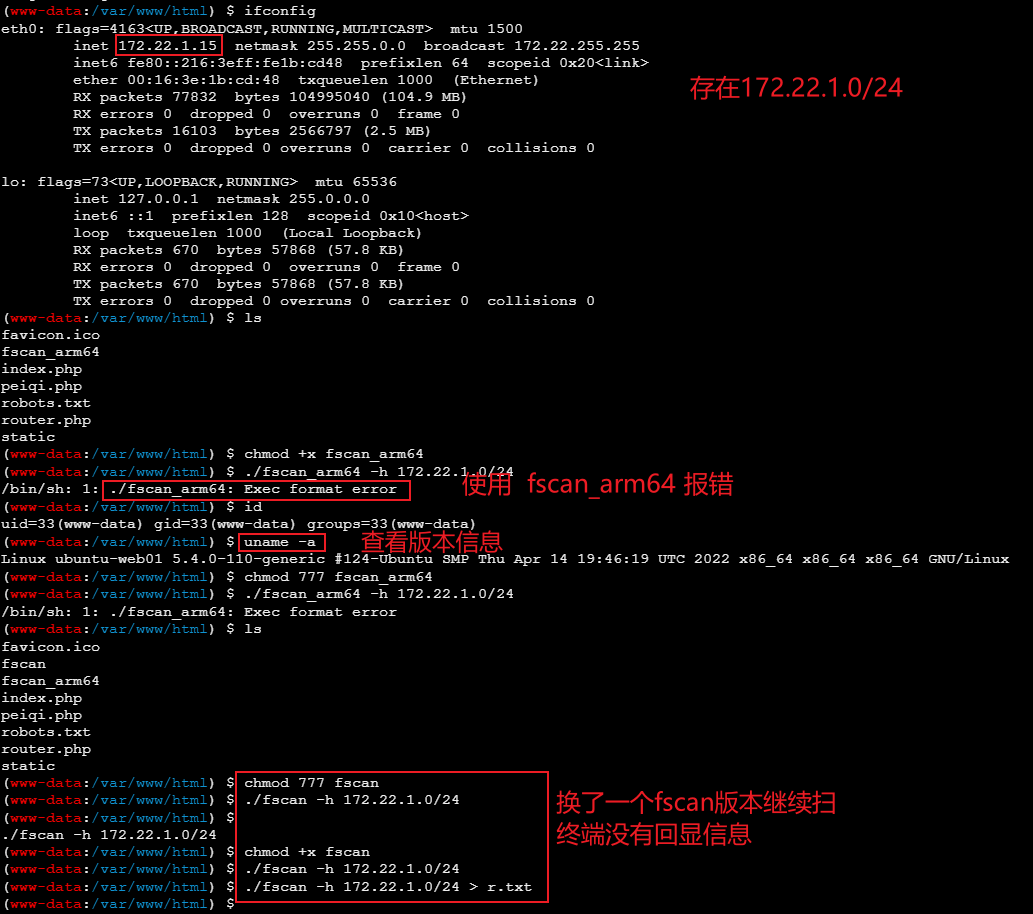 (www-data:/var/www/html) $ ifconfig
eth0: flags=4163<UP,BROADCAST,RUNNING,MULTICAST>  mtu 1500
        inet 172.22.1.15  netmask 255.255.0.0  broadcast 172.22.255.255
        inet6 fe80::216:3eff:fe1b:cd48  prefixlen 64  scopeid 0x20<link>
        ether 00:16:3e:1b:cd:48  txqueuelen 1000  (Ethernet)
存在172.22.1.0/24
        RX packets 77832  bytes 104995040 (104.9 MB)
        RX errors 0  dropped 0  overruns 0  frame 0
        TX packets 16103  bytes 2566797 (2.5 MB)
        TX errors 0  dropped 0 overruns 0  carrier 0  collisions 0
lo: flags=73<UP,LOOPBACK,RUNNING>  mtu 65536
        inet 127.0.0.1  netmask 255.0.0.0
        inet6 ::1  prefixlen 128  scopeid 0x10<host>
        loop  txqueuelen 1000  (Local Loopback)
        RX packets 670  bytes 57868 (57.8 KB)
        RX errors 0  dropped 0  overruns 0  frame 0
        TX packets 670  bytes 57868 (57.8 KB)
        TX errors 0  dropped 0 overruns 0  carrier 0  collisions 0
(www-data:/var/www/html) $ ls
favicon.ico
fscan_arm64
index.php
peiqi.php
robots.txt
router.php
static
(www-data:/var/www/html) $ chmod +x fscan_arm64
(www-data:/var/www/html) $ ./fscan_arm64 -h 172.22.1.0/24
/bin/sh: 1: ./fscan_arm64: Exec format error
使用 fscan_arm64 报错
(www-data:/var/www/html) $ id
uid=33(www-data) gid=33(www-data) groups=33(www-data)
(www-data:/var/www/html) $ uname -a
查看版本信息
Linux ubuntu-web01 5.4.0-110-generic #124-Ubuntu SMP Thu Apr 14 19:46:19 UTC 2022 x86_64 x86_64 x86_64 GNU/Linux
(www-data:/var/www/html) $ chmod 777 fscan_arm64
(www-data:/var/www/html) $ ./fscan_arm64 -h 172.22.1.0/24
/bin/sh: 1: ./fscan_arm64: Exec format error
(www-data:/var/www/html) $ ls
favicon.ico
fscan
fscan_arm64
index.php
peiqi.php
robots.txt
router.php
static
(www-data:/var/www/html) $ chmod 777 fscan
(www-data:/var/www/html) $ ./fscan -h 172.22.1.0/24
(www-data:/var/www/html) $
./fscan -h 172.22.1.0/24
换了一个fscan版本继续扫
终端没有回显信息
(www-data:/var/www/html) $ chmod +x fscan
(www-data:/var/www/html) $ ./fscan -h 172.22.1.0/24
(www-data:/var/www/html) $ ./fscan -h 172.22.1.0/24 > r.txt
(www-data:/var/www/html) $